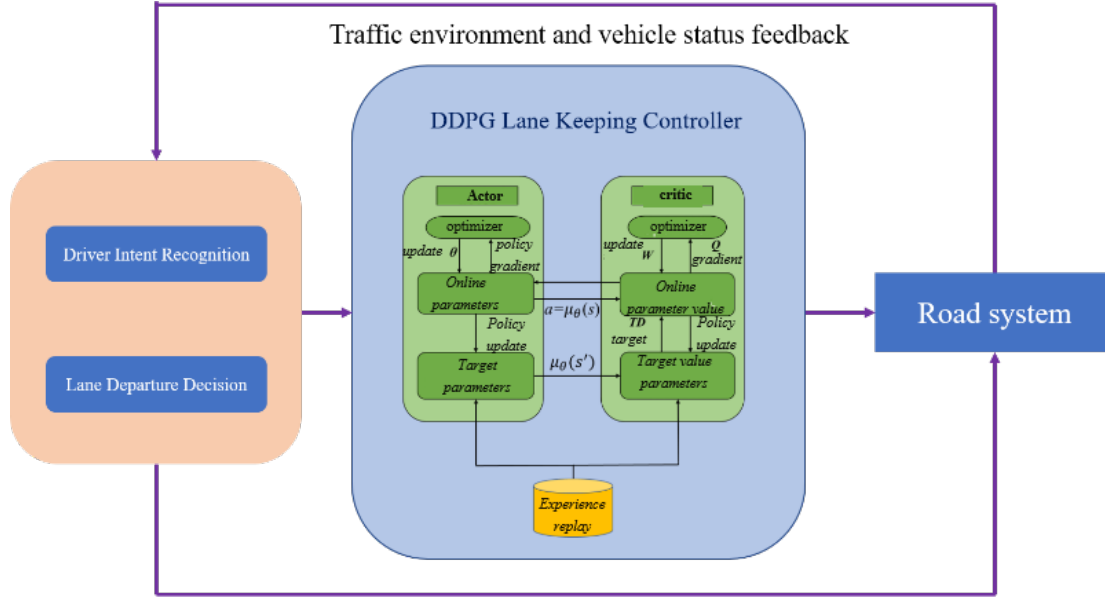 Traffic environment and vehicle status feedback
DDPG Lane Keeping Controller
Driver Intent Recognition
Lane Departure Decision
Actor
optimizer
update θ
policy
gradient
Online
parameters
Policy
update
Target
parameters
a=μθ(s)
μθ(s′)
critic
optimizer
update
W
Q
gradient
Online
parameter value
TD
target
Policy
update
Target value
parameters
Experience
replay
Road system